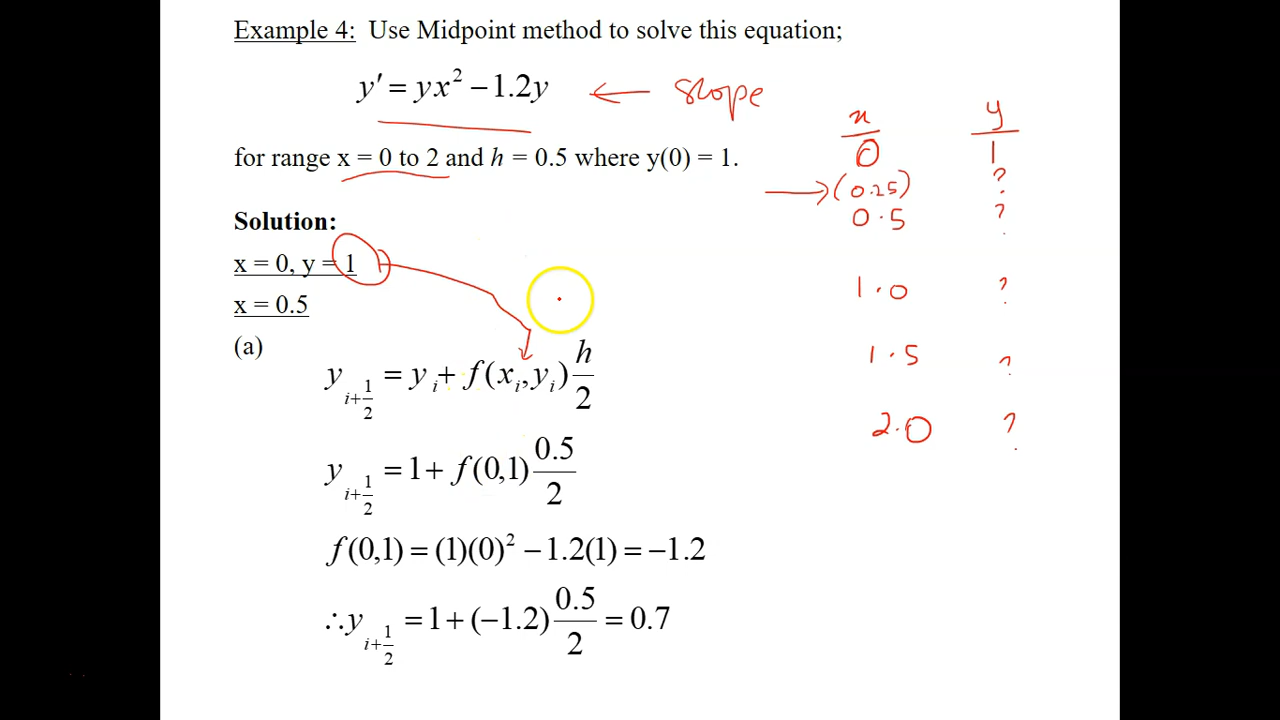 Example 4: Use Midpoint method to solve this equation;
y′ = yx² − 1.2y ← slope
for range x = 0 to 2 and h = 0.5 where y(0) = 1.
Solution:
x = 0, y = 1
x = 0.5
(a)
y_{i+1/2} = y_i + f(x_i, y_i) h/2
y_{i+1/2} = 1 + f(0,1) 0.5/2
f(0,1) = (1)(0)² − 1.2(1) = −1.2
∴ y_{i+1/2} = 1 + (−1.2) 0.5/2 = 0.7
x y
0 1
→ (0.25) ?
0.5 ?
1.0 ?
1.5 ?
2.0 ?